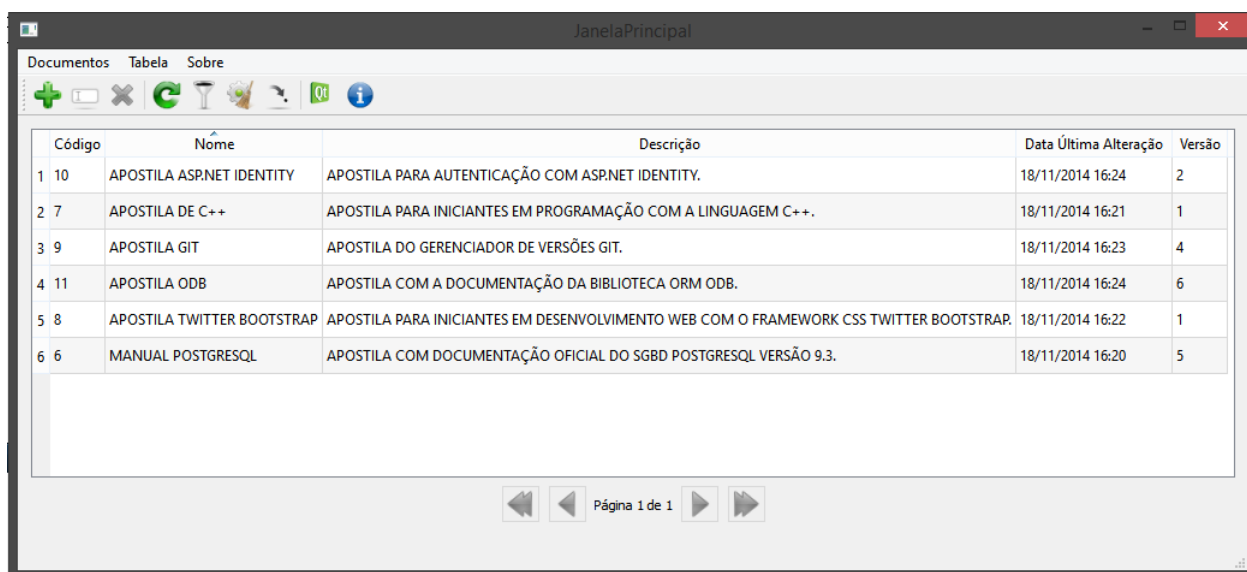 JanelaPrincipal
Documentos Tabela Sobre
Qt i
Código Nome Descrição Data Última Alteração Versão
1 10 APOSTILA ASP.NET IDENTITY APOSTILA PARA AUTENTICAÇÃO COM ASP.NET IDENTITY. 18/11/2014 16:24 2
2 7 APOSTILA DE C++ APOSTILA PARA INICIANTES EM PROGRAMAÇÃO COM A LINGUAGEM C++. 18/11/2014 16:21 1
3 9 APOSTILA GIT APOSTILA DO GERENCIADOR DE VERSÕES GIT. 18/11/2014 16:23 4
4 11 APOSTILA ODB APOSTILA COM A DOCUMENTAÇÃO DA BIBLIOTECA ORM ODB. 18/11/2014 16:24 6
5 8 APOSTILA TWITTER BOOTSTRAP APOSTILA PARA INICIANTES EM DESENVOLVIMENTO WEB COM O FRAMEWORK CSS TWITTER BOOTSTRAP. 18/11/2014 16:22 1
6 6 MANUAL POSTGRESQL APOSTILA COM DOCUMENTAÇÃO OFICIAL DO SGBD POSTGRESQL VERSÃO 9.3. 18/11/2014 16:20 5
Página 1 de 1